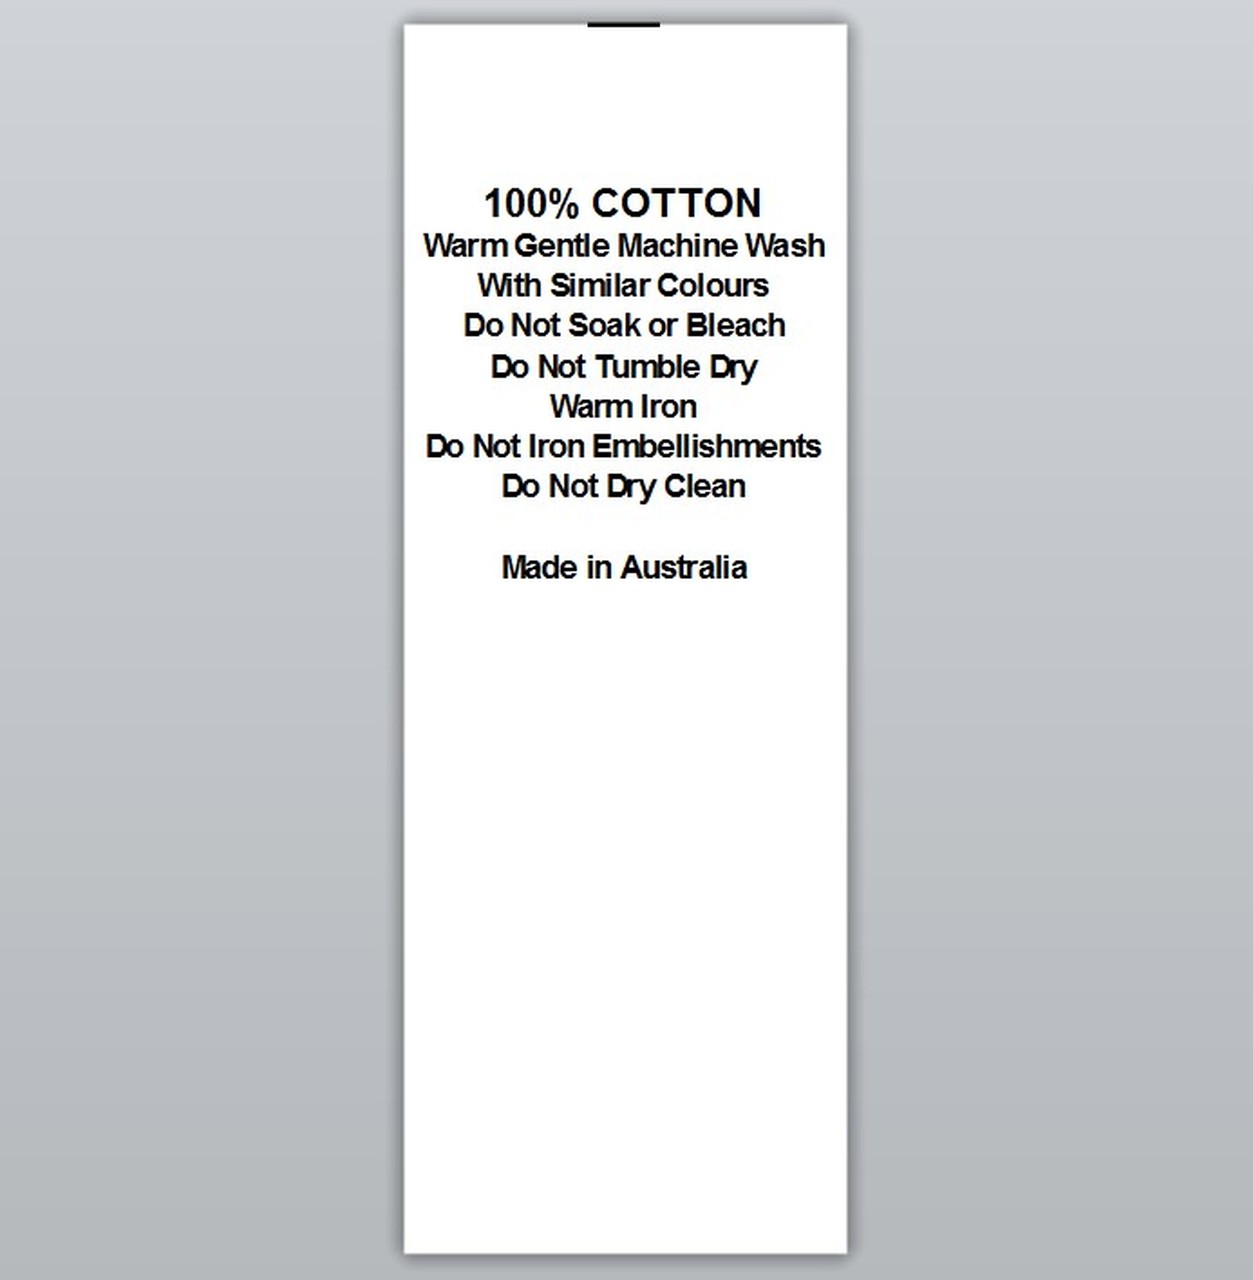 100% COTTON
Warm Gentle Machine Wash
With Similar Colours
Do Not Soak or Bleach
Do Not Tumble Dry
Warm Iron
Do Not Iron Embellishments
Do Not Dry Clean
Made in Australia